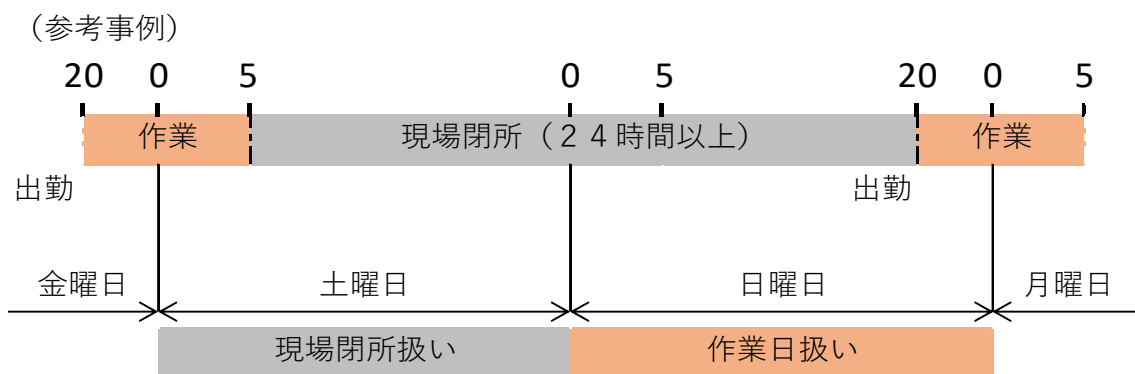 （参考事例）
20 0 5 0 5 20 0 5
作業 現場閉所（２４時間以上） 作業
出勤 出勤
金曜日 土曜日 日曜日 月曜日
現場閉所扱い 作業日扱い